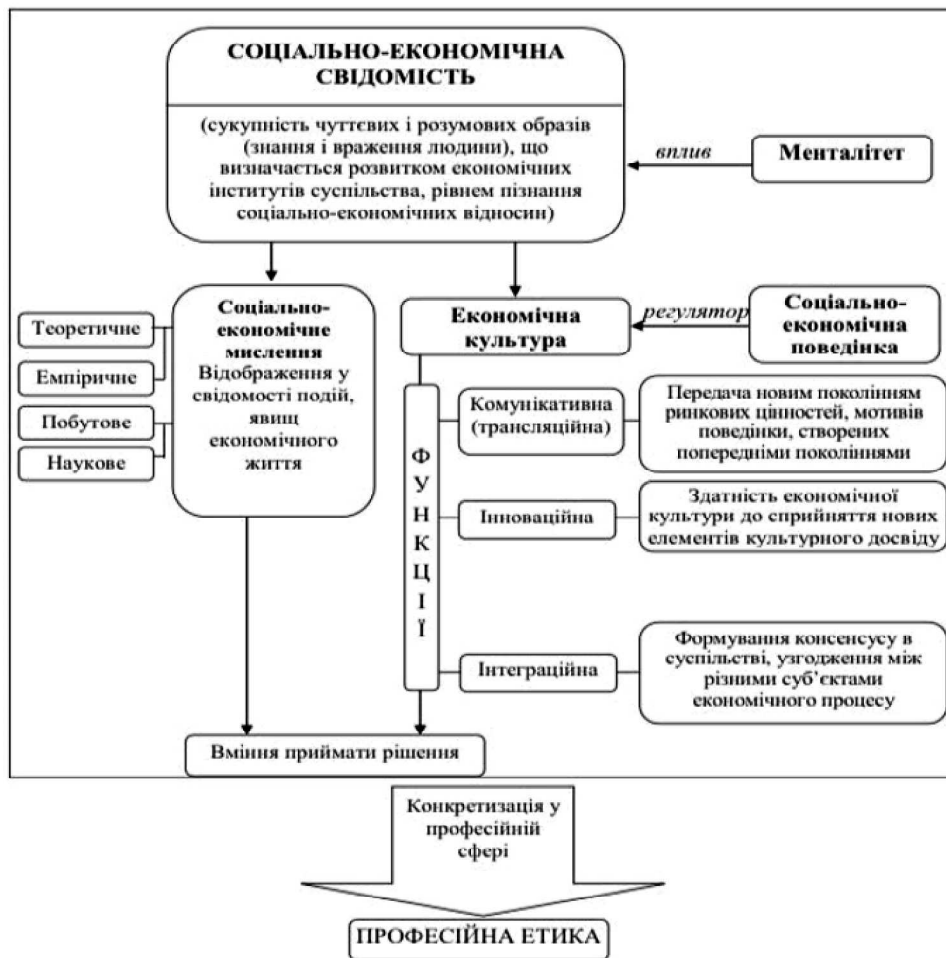 СОЦІАЛЬНО-ЕКОНОМІЧНА
СВІДОМІСТЬ
(сукупність чуттєвих і розумових образів
(знання і враження людини), що
визначається розвитком економічних
інститутів суспільства, рівнем пізнання
соціально-економічних відносин)
вплив
Менталітет
Теоретичне
Емпіричне
Побутове
Наукове
Соціально-
економічне
мислення
Відображення у
свідомості подій,
явищ
економічного
життя
Економічна
культура
регулятор
Соціально-
економічна
поведінка
ФУНКЦІЇ
Комунікативна
(трансляційна)
Передача новим поколінням
ринкових цінностей, мотивів
поведінки, створених
попередніми поколіннями
Інноваційна
Здатність економічної
культури до сприйняття нових
елементів культурного досвіду
Інтеграційна
Формування консенсусу в
суспільстві, узгодження між
різними суб’єктами
економічного процесу
Вміння приймати рішення
Конкретизація у
професійній
сфері
ПРОФЕСІЙНА ЕТИКА